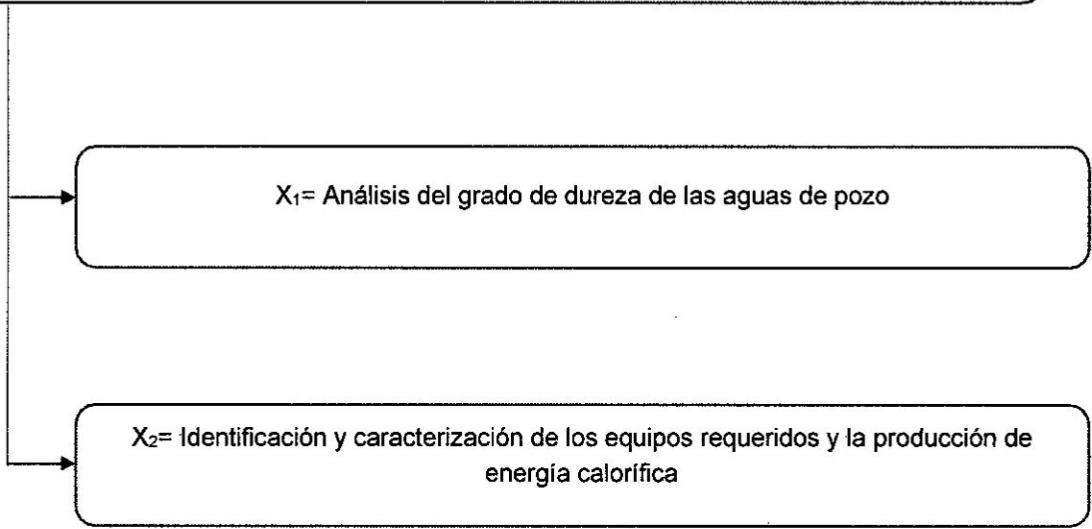 X₁= Análisis del grado de dureza de las aguas de pozo
X₂= Identificación y caracterización de los equipos requeridos y la producción de
energía calorífica